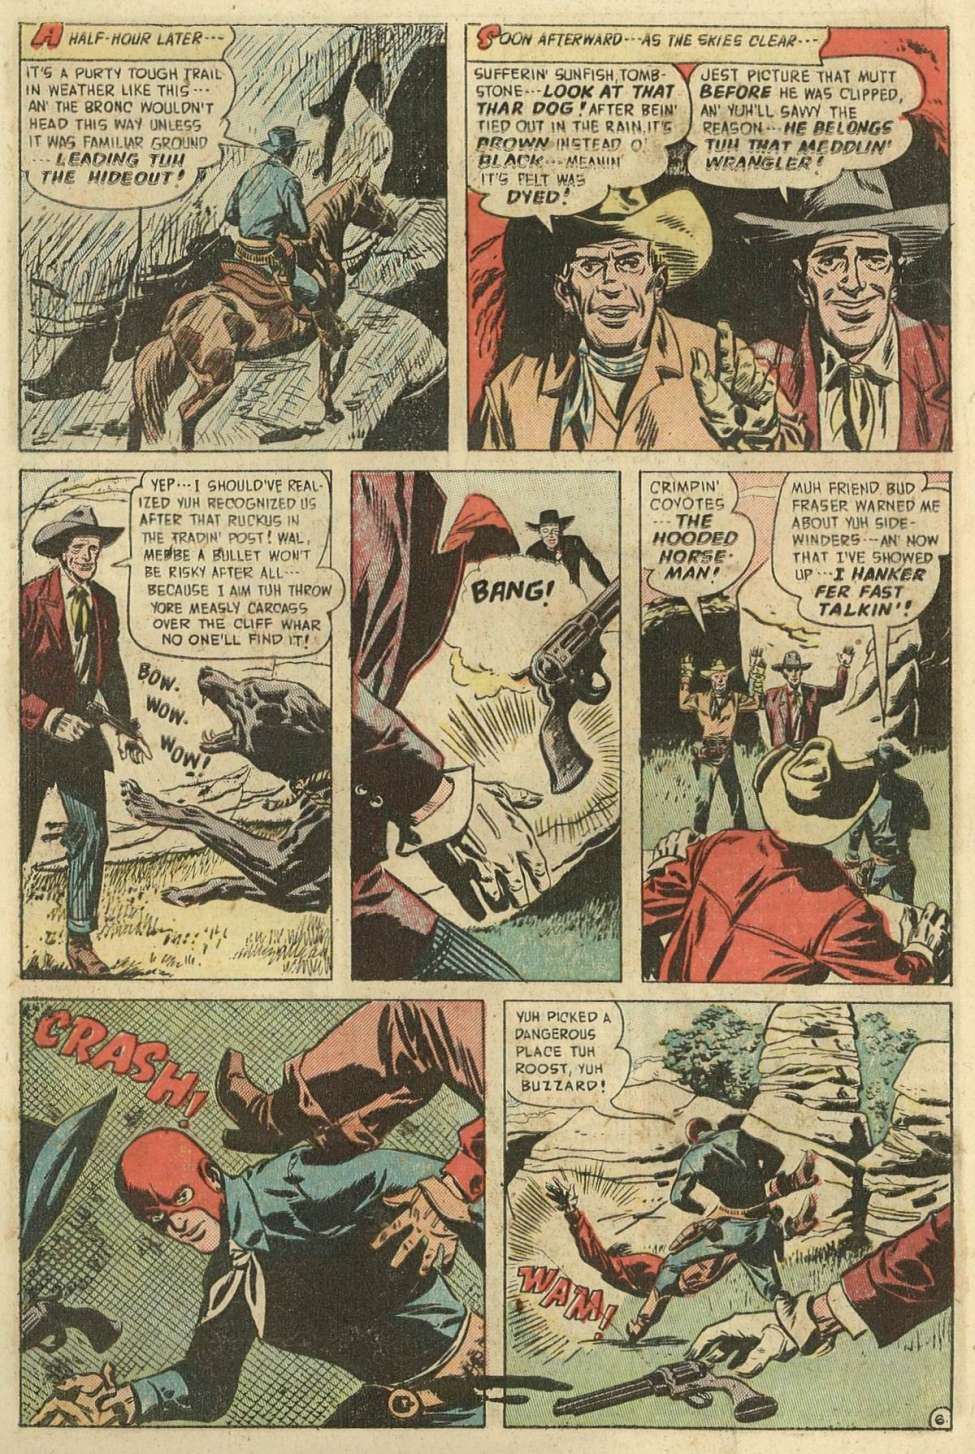 A HALF-HOUR LATER---
IT'S A PURTY TOUGH TRAIL
IN WEATHER LIKE THIS---
AN' THE BRONC WOULDN'T
HEAD THIS WAY UNLESS
IT WAS FAMILIAR GROUND
---LEADING TUH
THE HIDEOUT!
SOON AFTERWARD---AS THE SKIES CLEAR---
SUFFERIN' SUNFISH, TOMB-
STONE---LOOK AT THAT
THAR DOG! AFTER BEIN'
TIED OUT IN THE RAIN, IT'S
BROWN INSTEAD O'
BLACK---MEANIN'
IT'S FELT WAS
DYED!
JEST PICTURE THAT MUTT
BEFORE HE WAS CLIPPED,
AN' YUH'LL SAVVY THE
REASON---HE BELONGS
TUH THAT MEDDLIN'
WRANGLER!
YEP---I SHOULD'VE REAL-
IZED YUH RECOGNIZED US
AFTER THAT RUCKUS IN
THE TRADIN' POST! WAL,
MEBBE A BULLET WON'T
BE RISKY AFTER ALL---
BECAUSE I AIM TUH THROW
YORE MEASLY CARCASS
OVER THE CLIFF WHAR
NO ONE'LL FIND IT!
BOW-
WOW-
WOW!
BANG!
CRIMPIN'
COYOTES
---THE
HOODED
HORSE-
MAN!
MUH FRIEND BUD
FRASER WARNED ME
ABOUT YUH SIDE-
WINDERS---AN' NOW
THAT I'VE SHOWED
UP---I HANKER
FER FAST
TALKIN'!
CRASH!
YUH PICKED A
DANGEROUS
PLACE TUH
ROOST, YUH
BUZZARD!
WAM!
6